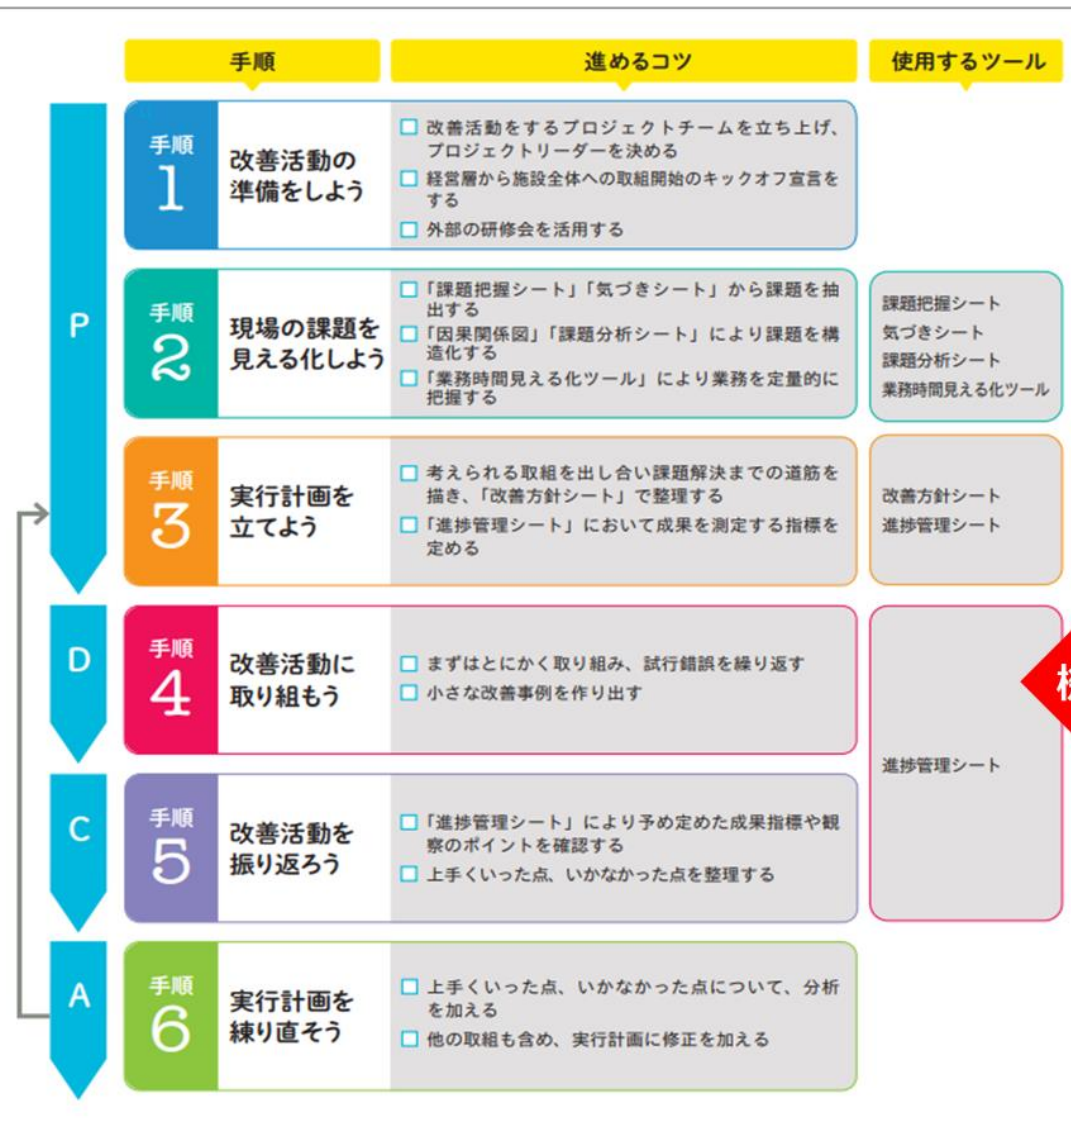 手順
進めるコツ
使用するツール
P
手順
1
改善活動の
準備をしよう
改善活動をするプロジェクトチームを立ち上げ、
プロジェクトリーダーを決める
経営層から施設全体への取組開始のキックオフ宣言を
する
外部の研修会を活用する
手順
2
現場の課題を
見える化しよう
「課題把握シート」「気づきシート」から課題を抽
出する
「因果関係図」「課題分析シート」により課題を構
造化する
「業務時間見える化ツール」により業務を定量的に
把握する
課題把握シート
気づきシート
課題分析シート
業務時間見える化ツール
手順
3
実行計画を
立てよう
考えられる取組を出し合い課題解決までの道筋を
描き、「改善方針シート」で整理する
「進捗管理シート」において成果を測定する指標を
定める
改善方針シート
進捗管理シート
D
手順
4
改善活動に
取り組もう
まずはとにかく取り組み、試行錯誤を繰り返す
小さな改善事例を作り出す
進捗管理シート
C
手順
5
改善活動を
振り返ろう
「進捗管理シート」により予め定めた成果指標や観
察のポイントを確認する
上手くいった点、いかなかった点を整理する
A
手順
6
実行計画を
練り直そう
上手くいった点、いかなかった点について、分析
を加える
他の取組も含め、実行計画に修正を加える